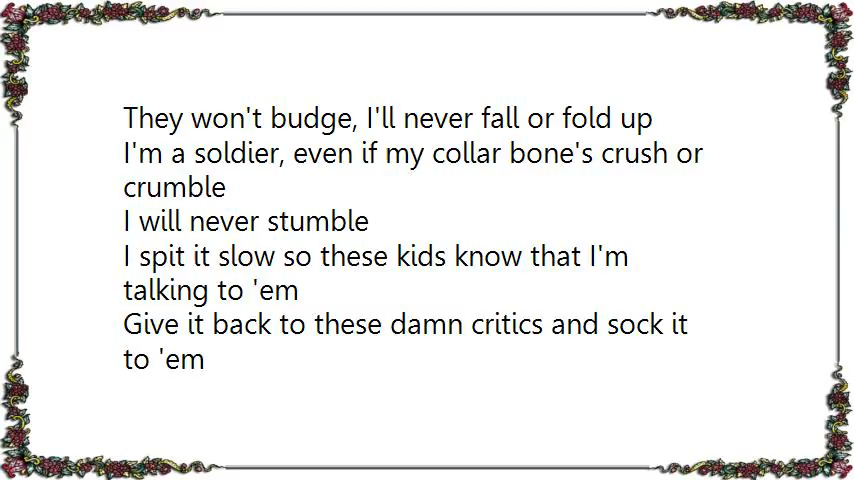 They won't budge, I'll never fall or fold up
I'm a soldier, even if my collar bone's crush or
crumble
I will never stumble
I spit it slow so these kids know that I'm
talking to 'em
Give it back to these damn critics and sock it
to 'em